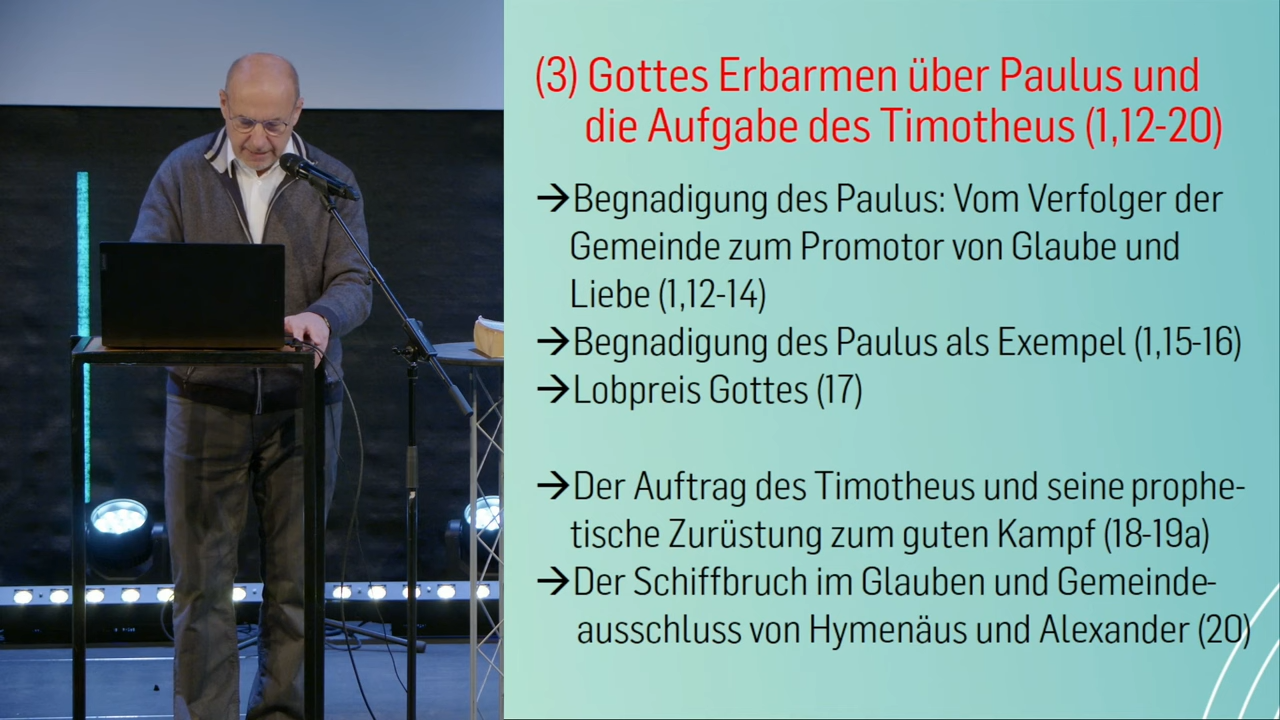 (3) Gottes Erbarmen über Paulus und
die Aufgabe des Timotheus (1,12-20)
→Begnadigung des Paulus: Vom Verfolger der
Gemeinde zum Promotor von Glaube und
Liebe (1,12-14)
→Begnadigung des Paulus als Exempel (1,15-16)
→Lobpreis Gottes (17)
→Der Auftrag des Timotheus und seine prophe-
tische Zurüstung zum guten Kampf (18-19a)
→Der Schiffbruch im Glauben und Gemeinde-
ausschluss von Hymenäus und Alexander (20)